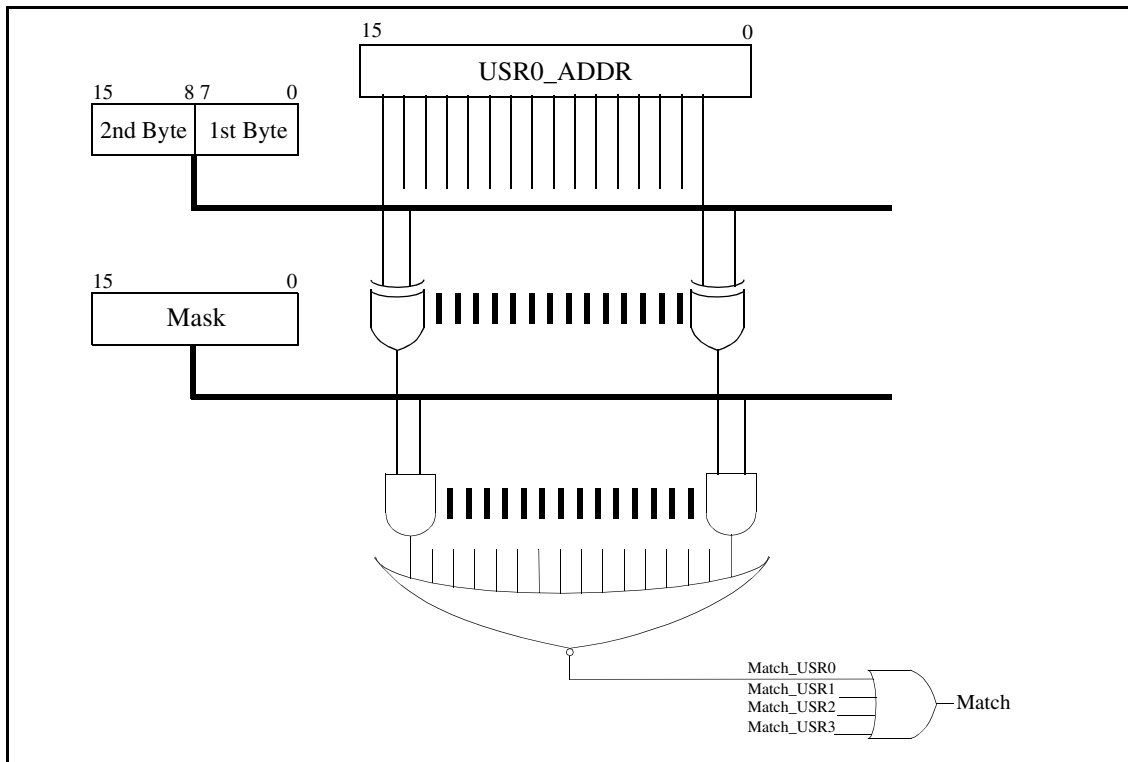 15 0
USR0_ADDR
15 8 7 0
2nd Byte 1st Byte
15 0
Mask
Match_USR0
Match_USR1
Match_USR2
Match_USR3
Match